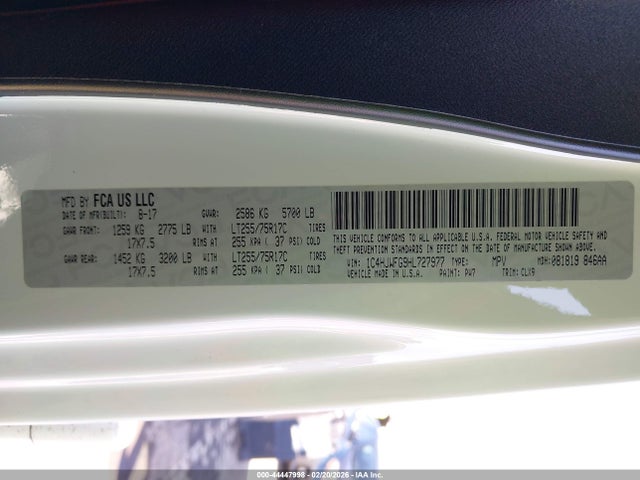 MFD BY FCA US LLC
DATE OF MFR(BUILT): 8-17 GVWR: 2586 KG 5700 LB
GAWR FRONT: 1259 KG 2775 LB WITH LT255/75R17C TIRES
17X7.5 RIMS AT 255 KPA ( 37 PSI) COLD
GAWR REAR: 1452 KG 3200 LB WITH LT255/75R17C TIRES
17X7.5 RIMS AT 255 KPA ( 37 PSI) COLD
THIS VEHICLE CONFORMS TO ALL APPLICABLE U.S.A. FEDERAL MOTOR VEHICLE SAFETY, BUMPER AND
THEFT PREVENTION STANDARDS IN EFFECT ON THE DATE OF MANUFACTURE SHOWN ABOVE.
VIN: 1C4HJWFG9HL727977 TYPE: MPV MDH: 081819 846AA
VEHICLE MADE IN U.S.A. PAINT: PW7 TRIM: CLX9
000-44447998 - 02/20/2026 - IAA Inc.